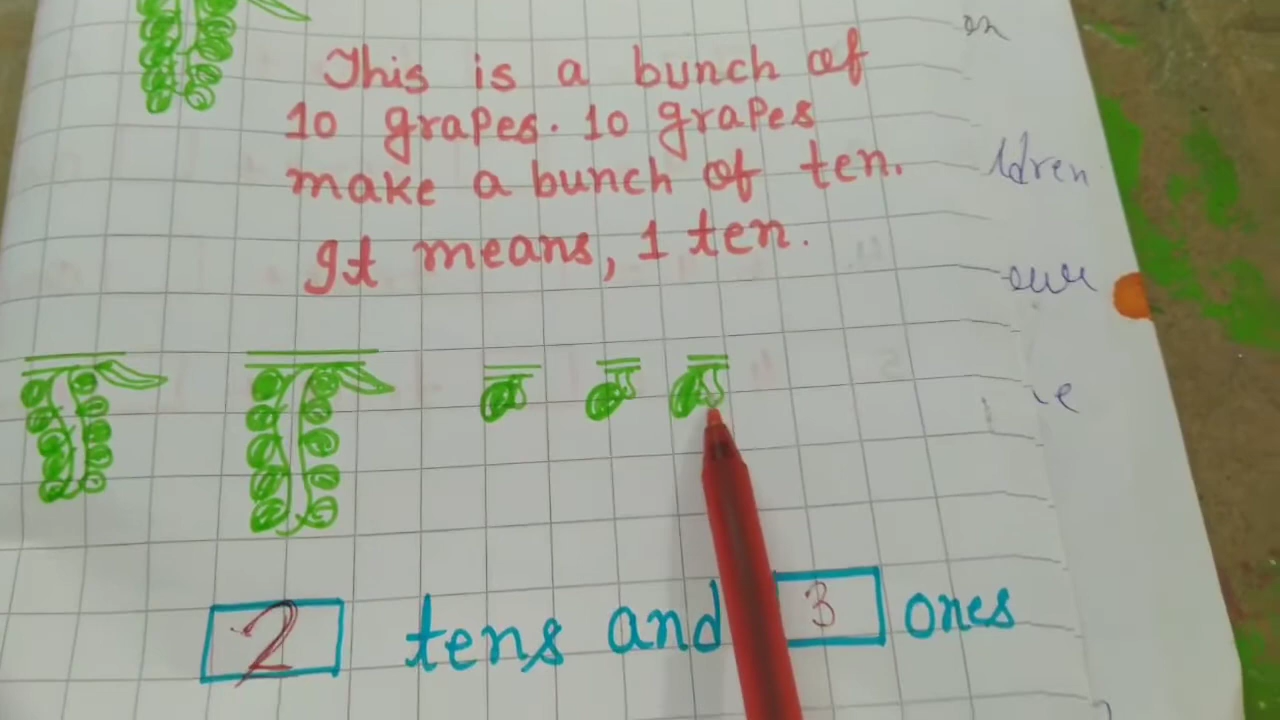 This is a bunch of
10 grapes. 10 grapes
make a bunch of ten.
It means, 1 ten.
2 tens and 3 ones